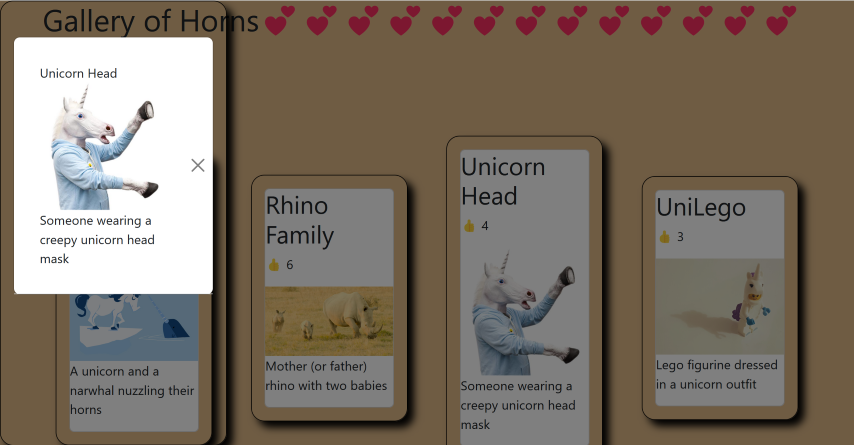 Gallery of Horns
Unicorn Head
Someone wearing a
creepy unicorn head
mask
A unicorn and a
narwhal nuzzling their
horns
Rhino
Family
👍 6
Mother (or father)
rhino with two babies
Unicorn
Head
👍 4
Someone wearing a
creepy unicorn head
mask
UniLego
👍 3
Lego figurine dressed
in a unicorn outfit